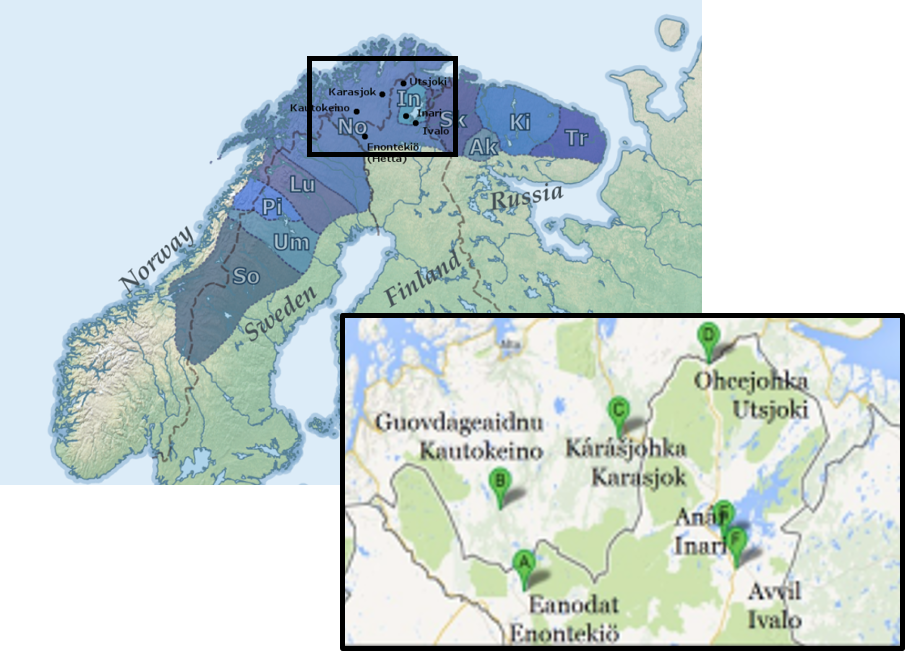 Utsjoki
Karasjok
In
Kautokeino
Inari
No
Sk
Ki
Ivalo
Tr
Ak
Enontekiö
(Hetta)
Lu
Pi
Russia
Um
Norway
So
Finland
Sweden
D
Alta
Ohcejohka
Utsjoki
C
Guovdageaidnu
Kautokeino
Kárášjohka
Karasjok
B
Anár
Inari
F
A
Avvil
Ivalo
Eanodat
Enontekiö